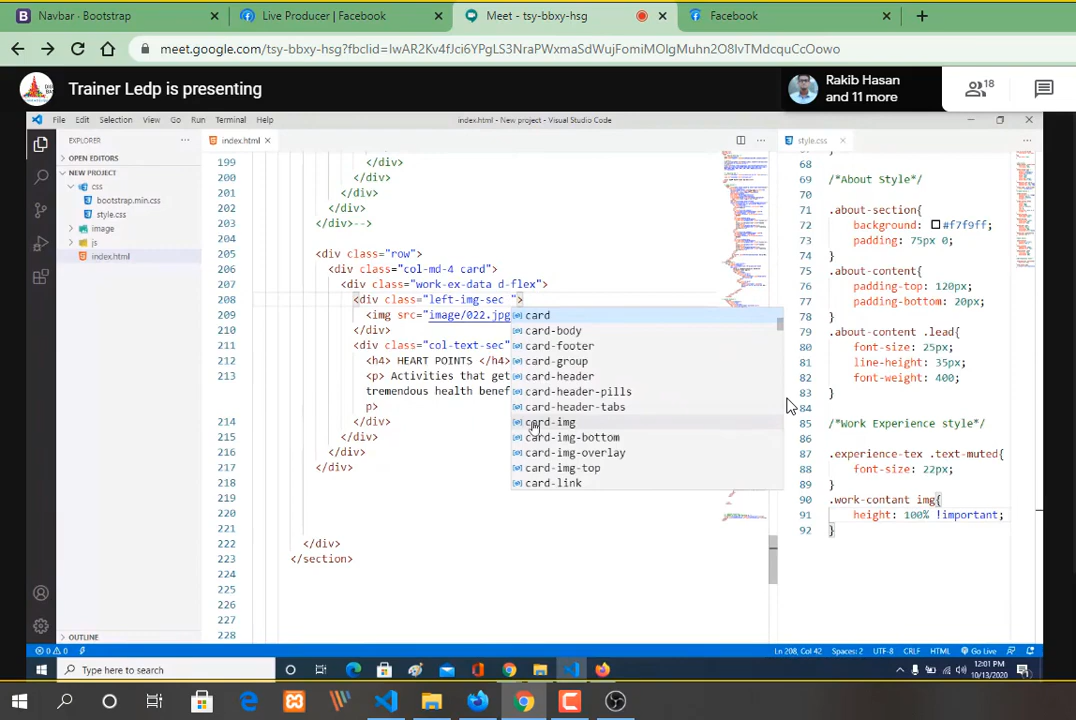 Navbar - Bootstrap
Live Producer | Facebook
Meet - tsy-bbxy-hsg
Facebook
meet.google.com/tsy-bbxy-hsg?fbclid=IwAR2Kv4fJci6YPgLS3NraPWxmaSdWujFomiMOlgMuhn2O8IvTMdcquCcOowo
Trainer Ledp is presenting
Rakib Hasan
and 11 more
18
File Edit Selection View Go Run Terminal Help
index.html - New project - Visual Studio Code
EXPLORER
OPEN EDITORS
NEW PROJECT
css
bootstrap.min.css
style.css
image
js
index.html
OUTLINE
index.html
199 </div>
200 </div>
201 </div>
202 </div>
203 </div>-->
204
205 <div class="row">
206 <div class="col-md-4 card">
207 <div class="work-ex-data d-flex">
208 <div class="left-img-sec ">
209 <img src="image/022.jpg
210 </div>
211 <div class="col-text-sec"
212 <h4> HEART POINTS </h4>
213 <p> Activities that get
tremendous health benef
p>
214 </div>
215 </div>
216 </div>
217 </div>
218
219
220
222 </div>
223 </section>
224
225
226
227
228
card
card-body
card-footer
card-group
card-header
card-header-pills
card-header-tabs
card-img
card-img-bottom
card-img-overlay
card-img-top
card-link
style.css
68
69 /*About Style*/
70
71 .about-section{
72 background: #f7f9ff;
73 padding: 75px 0;
74 }
75 .about-content{
76 padding-top: 120px;
77 padding-bottom: 20px;
78 }
79 .about-content .lead{
80 font-size: 25px;
81 line-height: 35px;
82 font-weight: 400;
83 }
84
85 /*Work Experience style*/
87 .experience-tex .text-muted{
88 font-size: 22px;
89 }
90 .work-contant img{
91 height: 100% !important;
92 }
0 0
Ln 208, Col 42 Spaces: 2 UTF-8 CRLF HTML Go Live Prettier
Type here to search
12:01 PM
10/13/2020
Type here to search